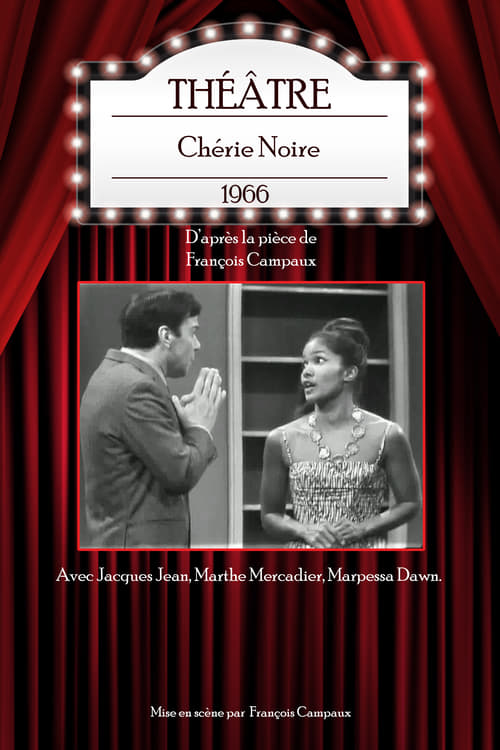 THÉÂTRE
Chérie Noire
1966
D'après la pièce de
François Campaux
Avec Jacques Jean, Marthe Mercadier, Marpessa Dawn.
Mise en scène par François Campaux